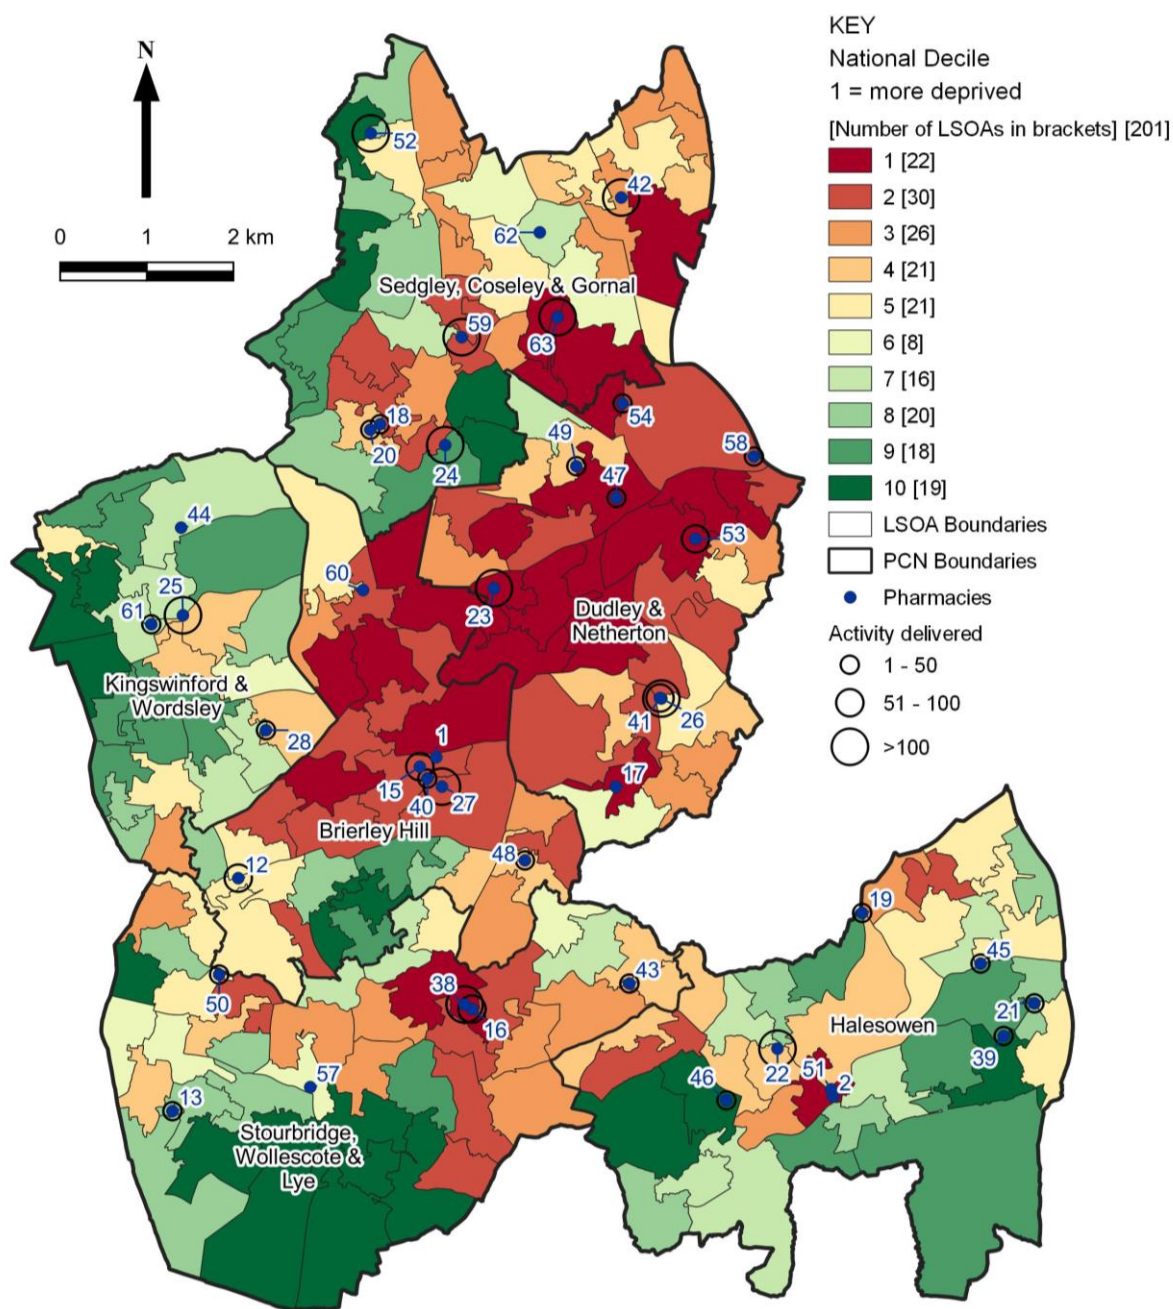 KEY
National Decile
1 = more deprived
[Number of LSOAs in brackets] [201]
1 [22]
2 [30]
3 [26]
4 [21]
5 [21]
6 [8]
7 [16]
8 [20]
9 [18]
10 [19]
LSOA Boundaries
PCN Boundaries
Pharmacies
Activity delivered
1 - 50
51 - 100
>100
N
0 1 2 km
52
42
62
Sedgley, Coseley & Gornal
59
63
54
18
20
24
49
58
47
44
53
60
25
61
23
Dudley &
Netherton
Kingswinford &
Wordsley
28
41
26
1
15
40
27
17
Brierley Hill
48
12
19
45
50
43
38
16
21
Halesowen
39
22
51
2
46
57
13
Stourbridge,
Wollescote &
Lye